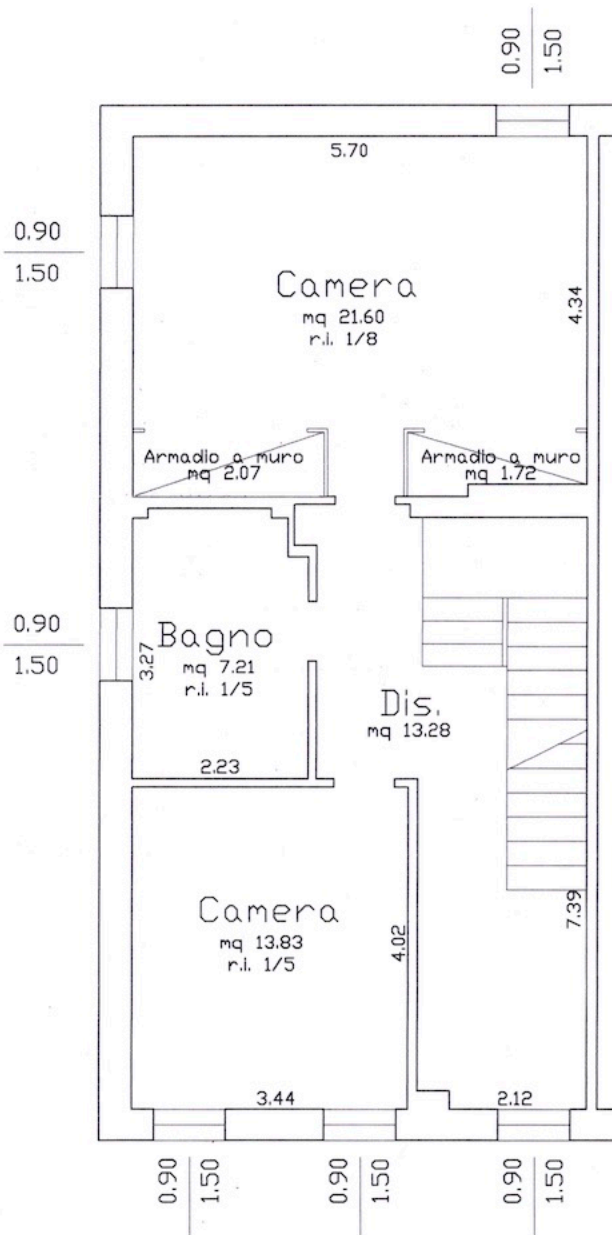 0.90
1.50
5.70
0.90
1.50
Camera
mq 21.60
r.i. 1/8
4.34
Armadio a muro
mq 2.07
Armadio a muro
mq 1.72
0.90
1.50
3.27
Bagno
mq 7.21
r.i. 1/5
2.23
Dis.
mq 13.28
Camera
mq 13.83
r.i. 1/5
4.02
7.39
3.44
2.12
0.90
1.50
0.90
1.50
0.90
1.50